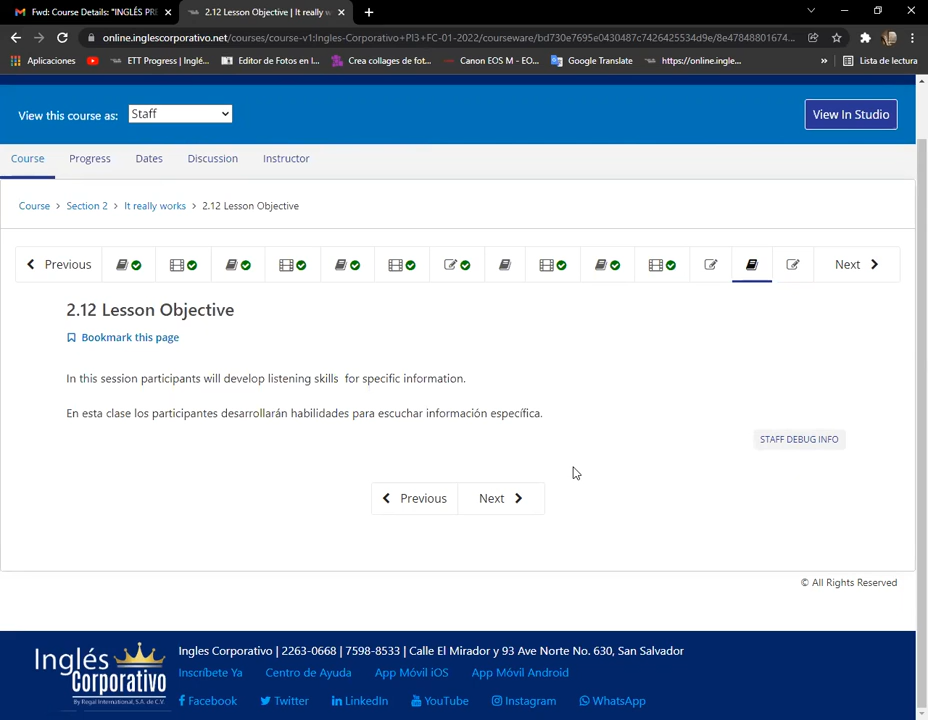 Fwd: Course Details: "INGLÉS PRE
2.12 Lesson Objective | It really w
online.inglescorporativo.net/courses/course-v1:Ingles-Corporativo+PI3+FC-01-2022/courseware/bd730e7695e0430487c7426425534d9e/8e47848801674...
Aplicaciones
ETT Progress | Inglé...
Editor de Fotos en l...
Crea collages de fot...
Canon EOS M - EO...
Google Translate
https://online.ingle...
»
Lista de lectura
View this course as:
Staff
View In Studio
Course
Progress
Dates
Discussion
Instructor
Course > Section 2 > It really works > 2.12 Lesson Objective
Previous
Next
2.12 Lesson Objective
Bookmark this page
In this session participants will develop listening skills for specific information.
En esta clase los participantes desarrollarán habilidades para escuchar información específica.
STAFF DEBUG INFO
Previous
Next
© All Rights Reserved
Inglés Corporativo
By Regal International, S.A. de C.V.
Ingles Corporativo | 2263-0668 | 7598-8533 | Calle El Mirador y 93 Ave Norte No. 630, San Salvador
Inscríbete Ya
Centro de Ayuda
App Móvil iOS
App Móvil Android
Facebook
Twitter
LinkedIn
YouTube
Instagram
WhatsApp